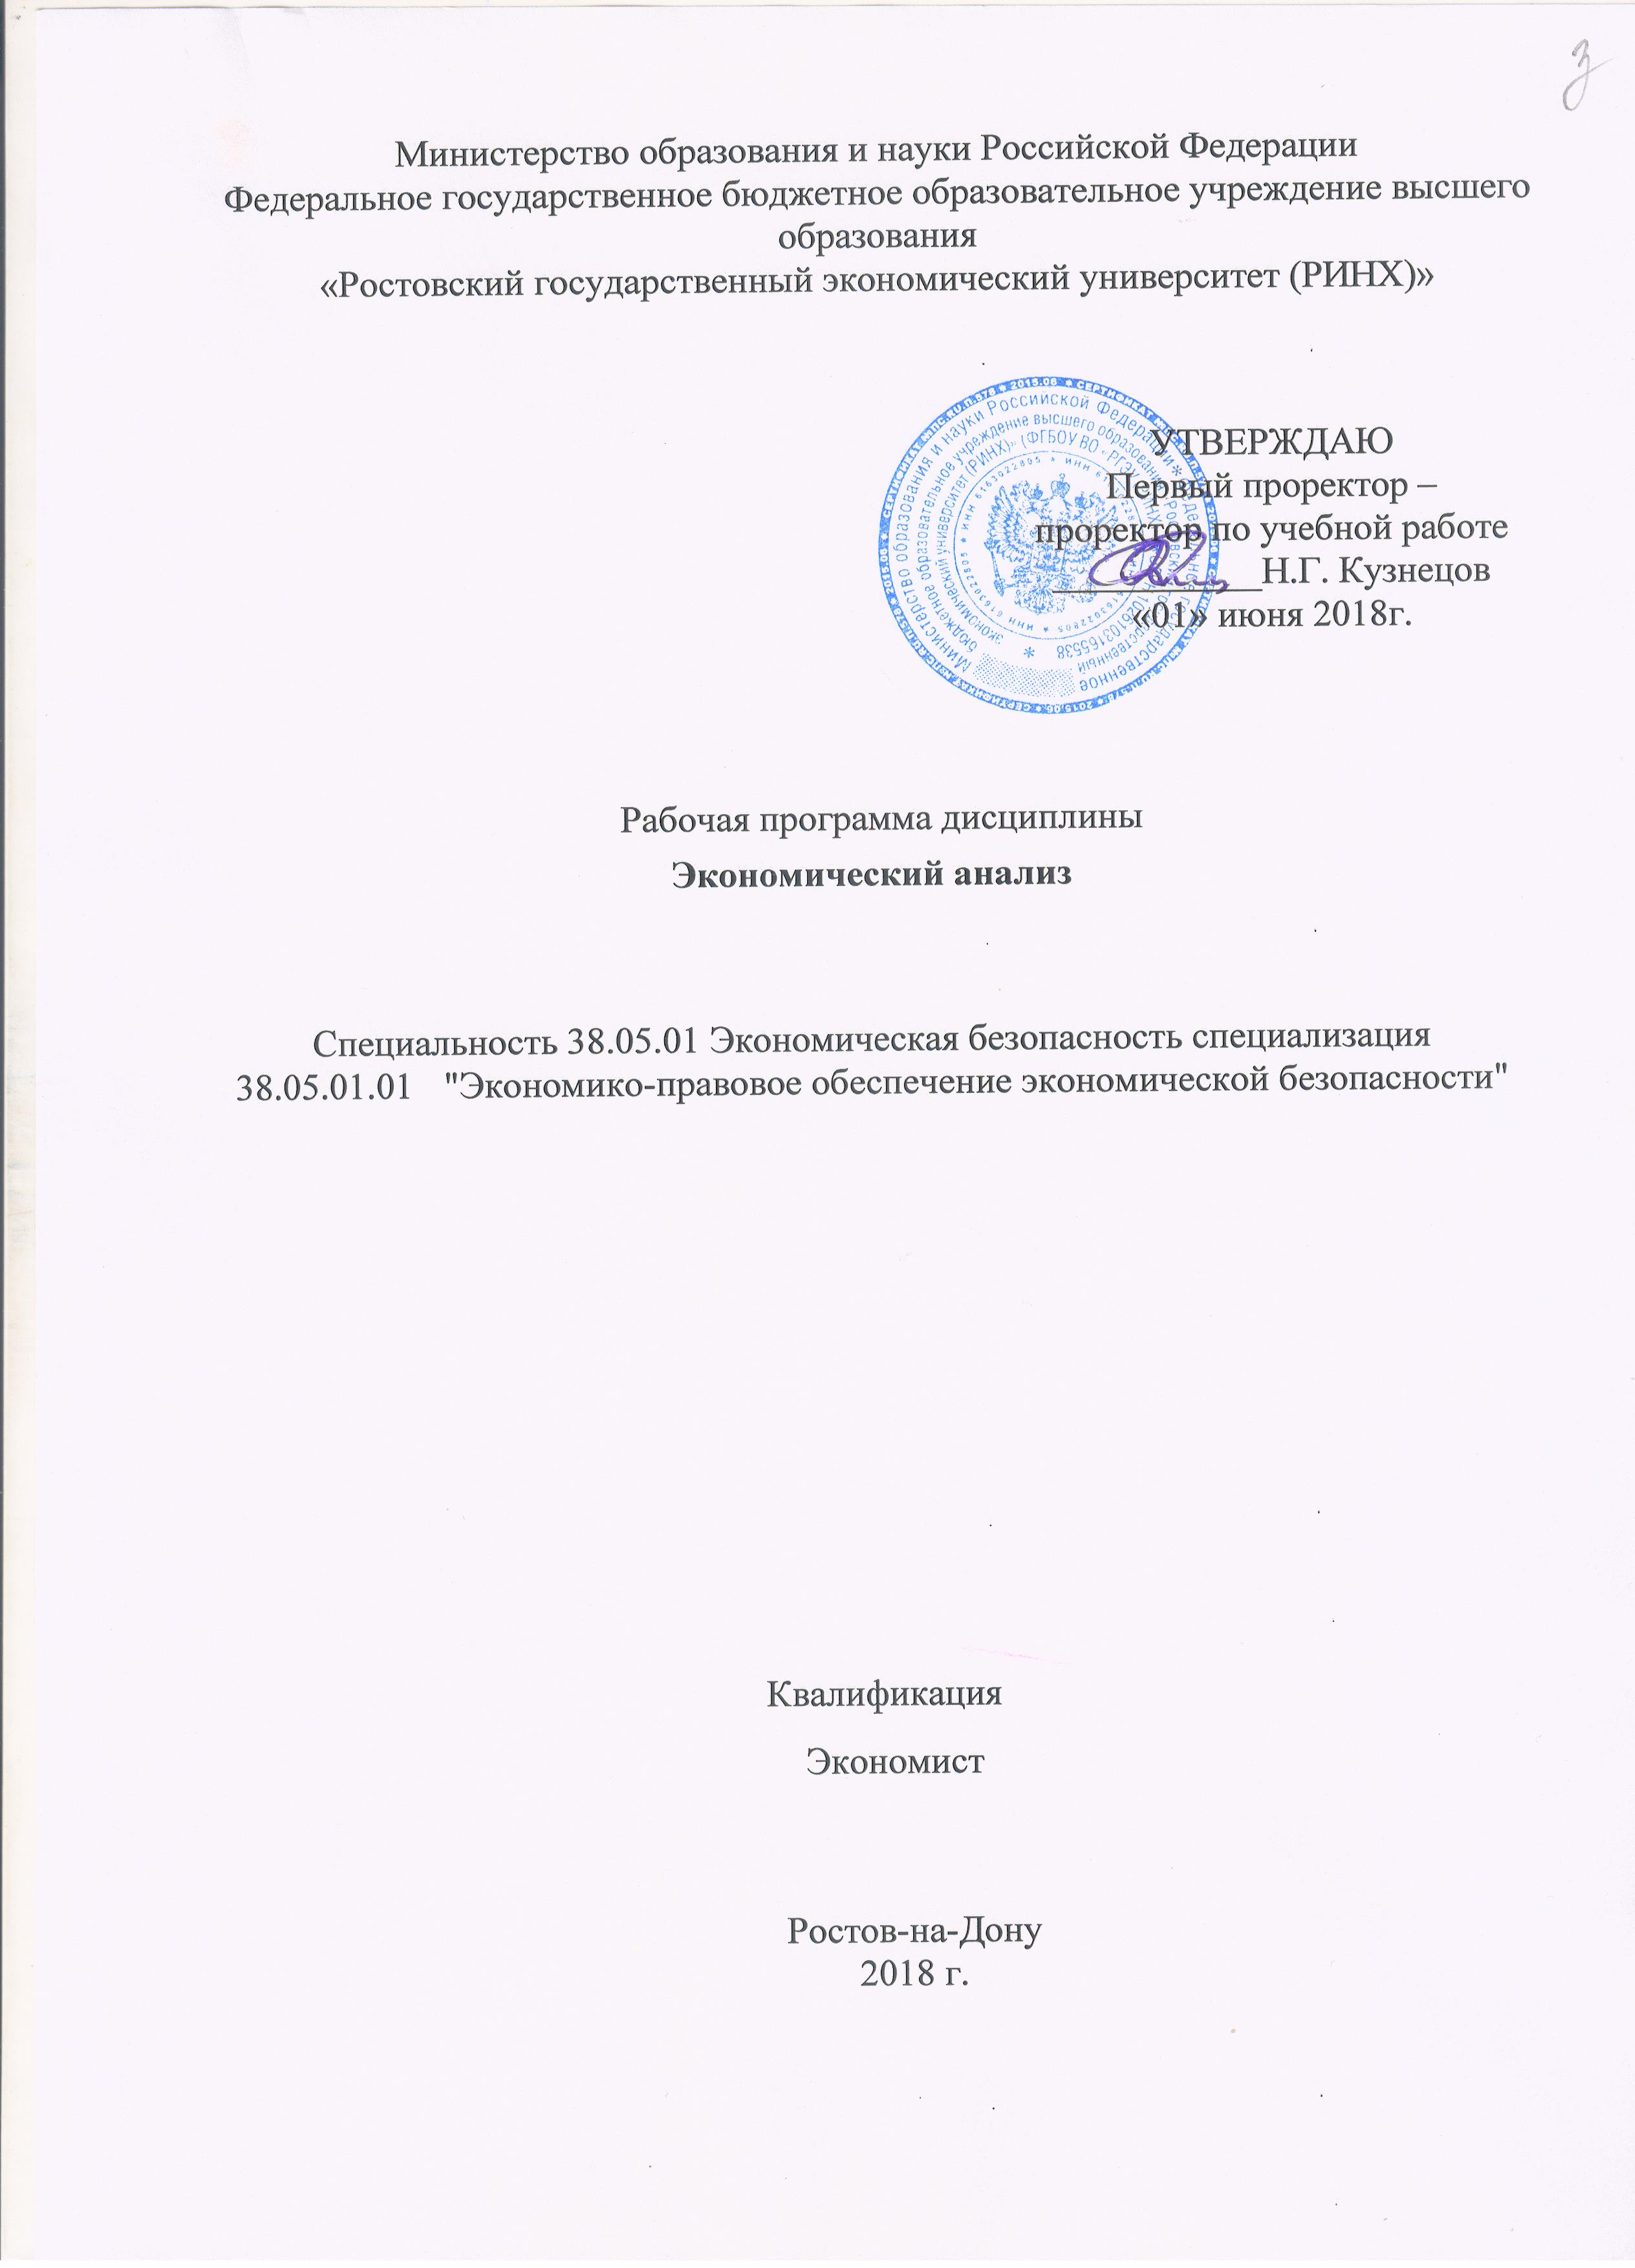 З
Министерство образования и науки Российской Федерации
Федеральное государственное бюджетное образовательное учреждение высшего
образования
«Ростовский государственный экономический университет (РИНХ)»
УТВЕРЖДАЮ
Первый проректор –
проректор по учебной работе
Н.Г. Кузнецов
«01» июня 2018г.
Рабочая программа дисциплины
Экономический анализ
Специальность 38.05.01 Экономическая безопасность специализация
38.05.01.01 "Экономико-правовое обеспечение экономической безопасности"
Квалификация
Экономист
Ростов-на-Дону
2018 г.